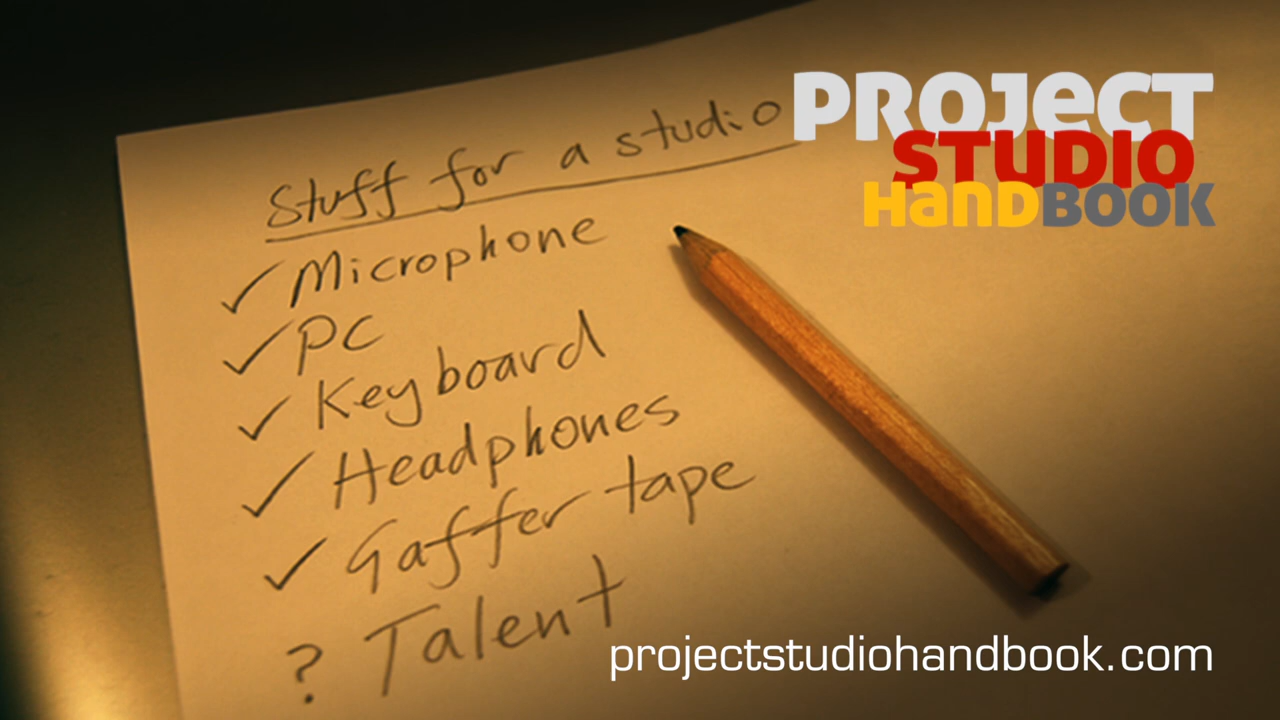 Stuff for a studio
✓ Microphone
✓ PC
✓ Keyboard
✓ Headphones
✓ Gaffer tape
? Talent
PROJECT
STUDIO
HANDBOOK
projectstudiohandbook.com